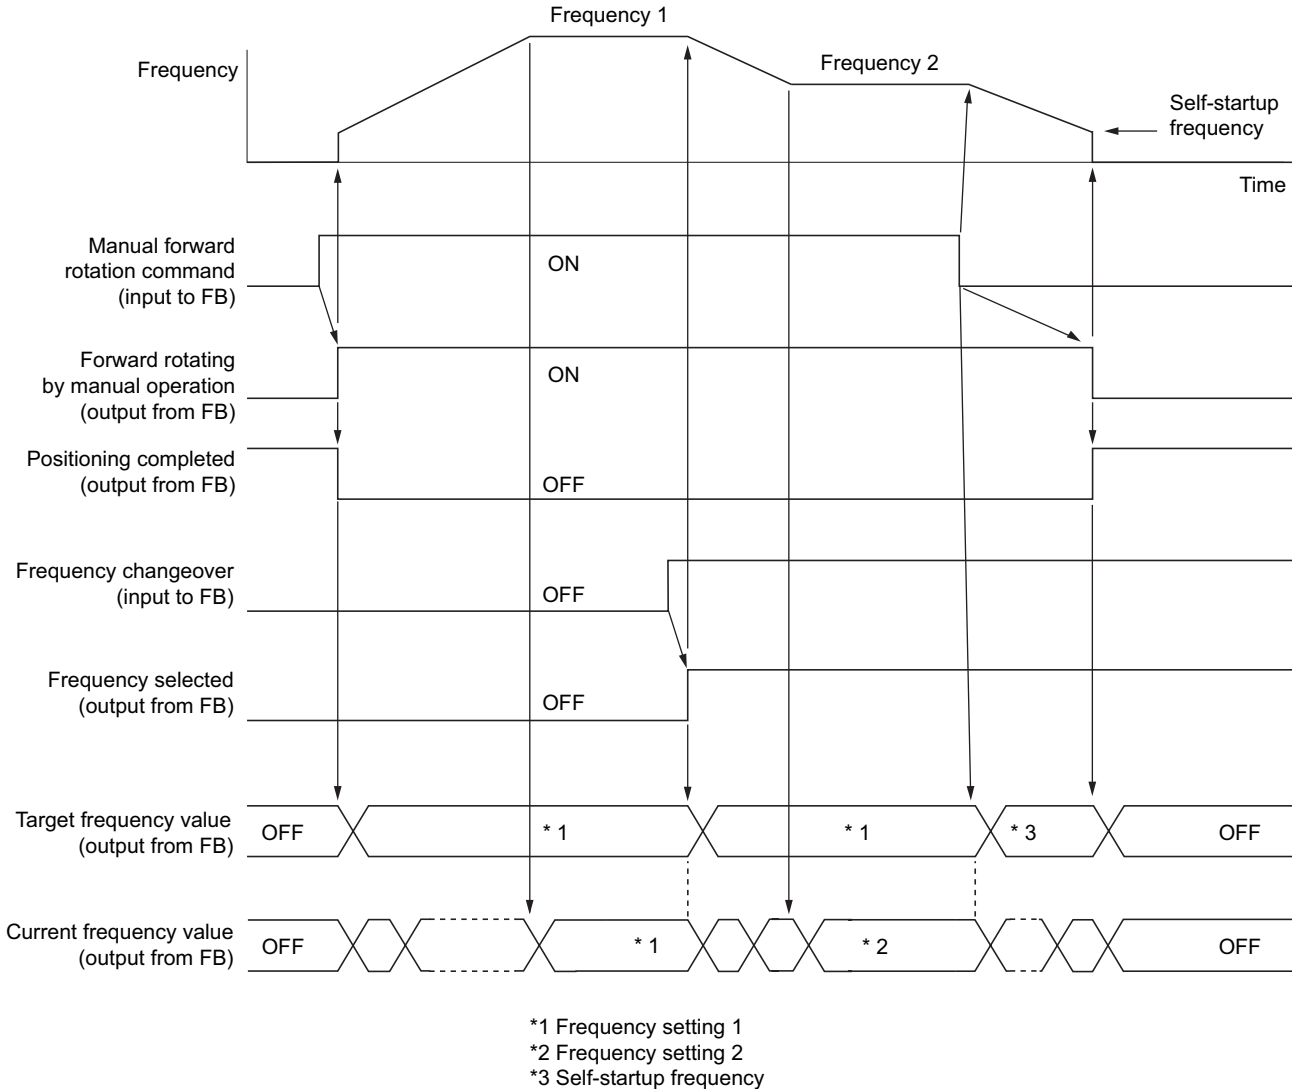 Frequency 1
Frequency 2
Frequency
Self-startup
frequency
Time
Manual forward
rotation command
(input to FB)
ON
Forward rotating
by manual operation
(output from FB)
ON
Positioning completed
(output from FB)
OFF
Frequency changeover
(input to FB)
OFF
Frequency selected
(output from FB)
OFF
Target frequency value
(output from FB)
OFF
* 1
* 1
* 3
OFF
Current frequency value
(output from FB)
OFF
* 1
* 2
OFF
*1 Frequency setting 1
*2 Frequency setting 2
*3 Self-startup frequency